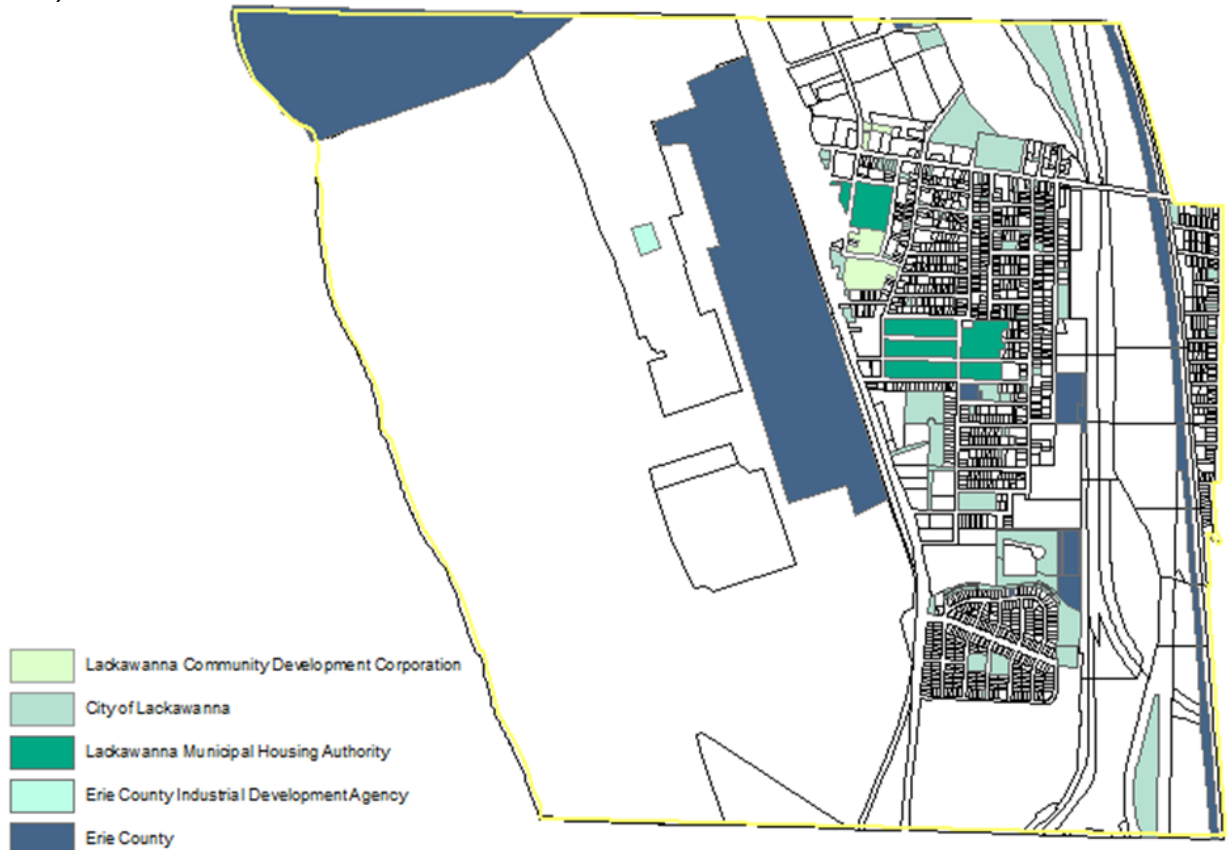 Lackawanna Community Development Corporation
City of Lackawanna
Lackawanna Municipal Housing Authority
Erie County Industrial Development Agency
Erie County